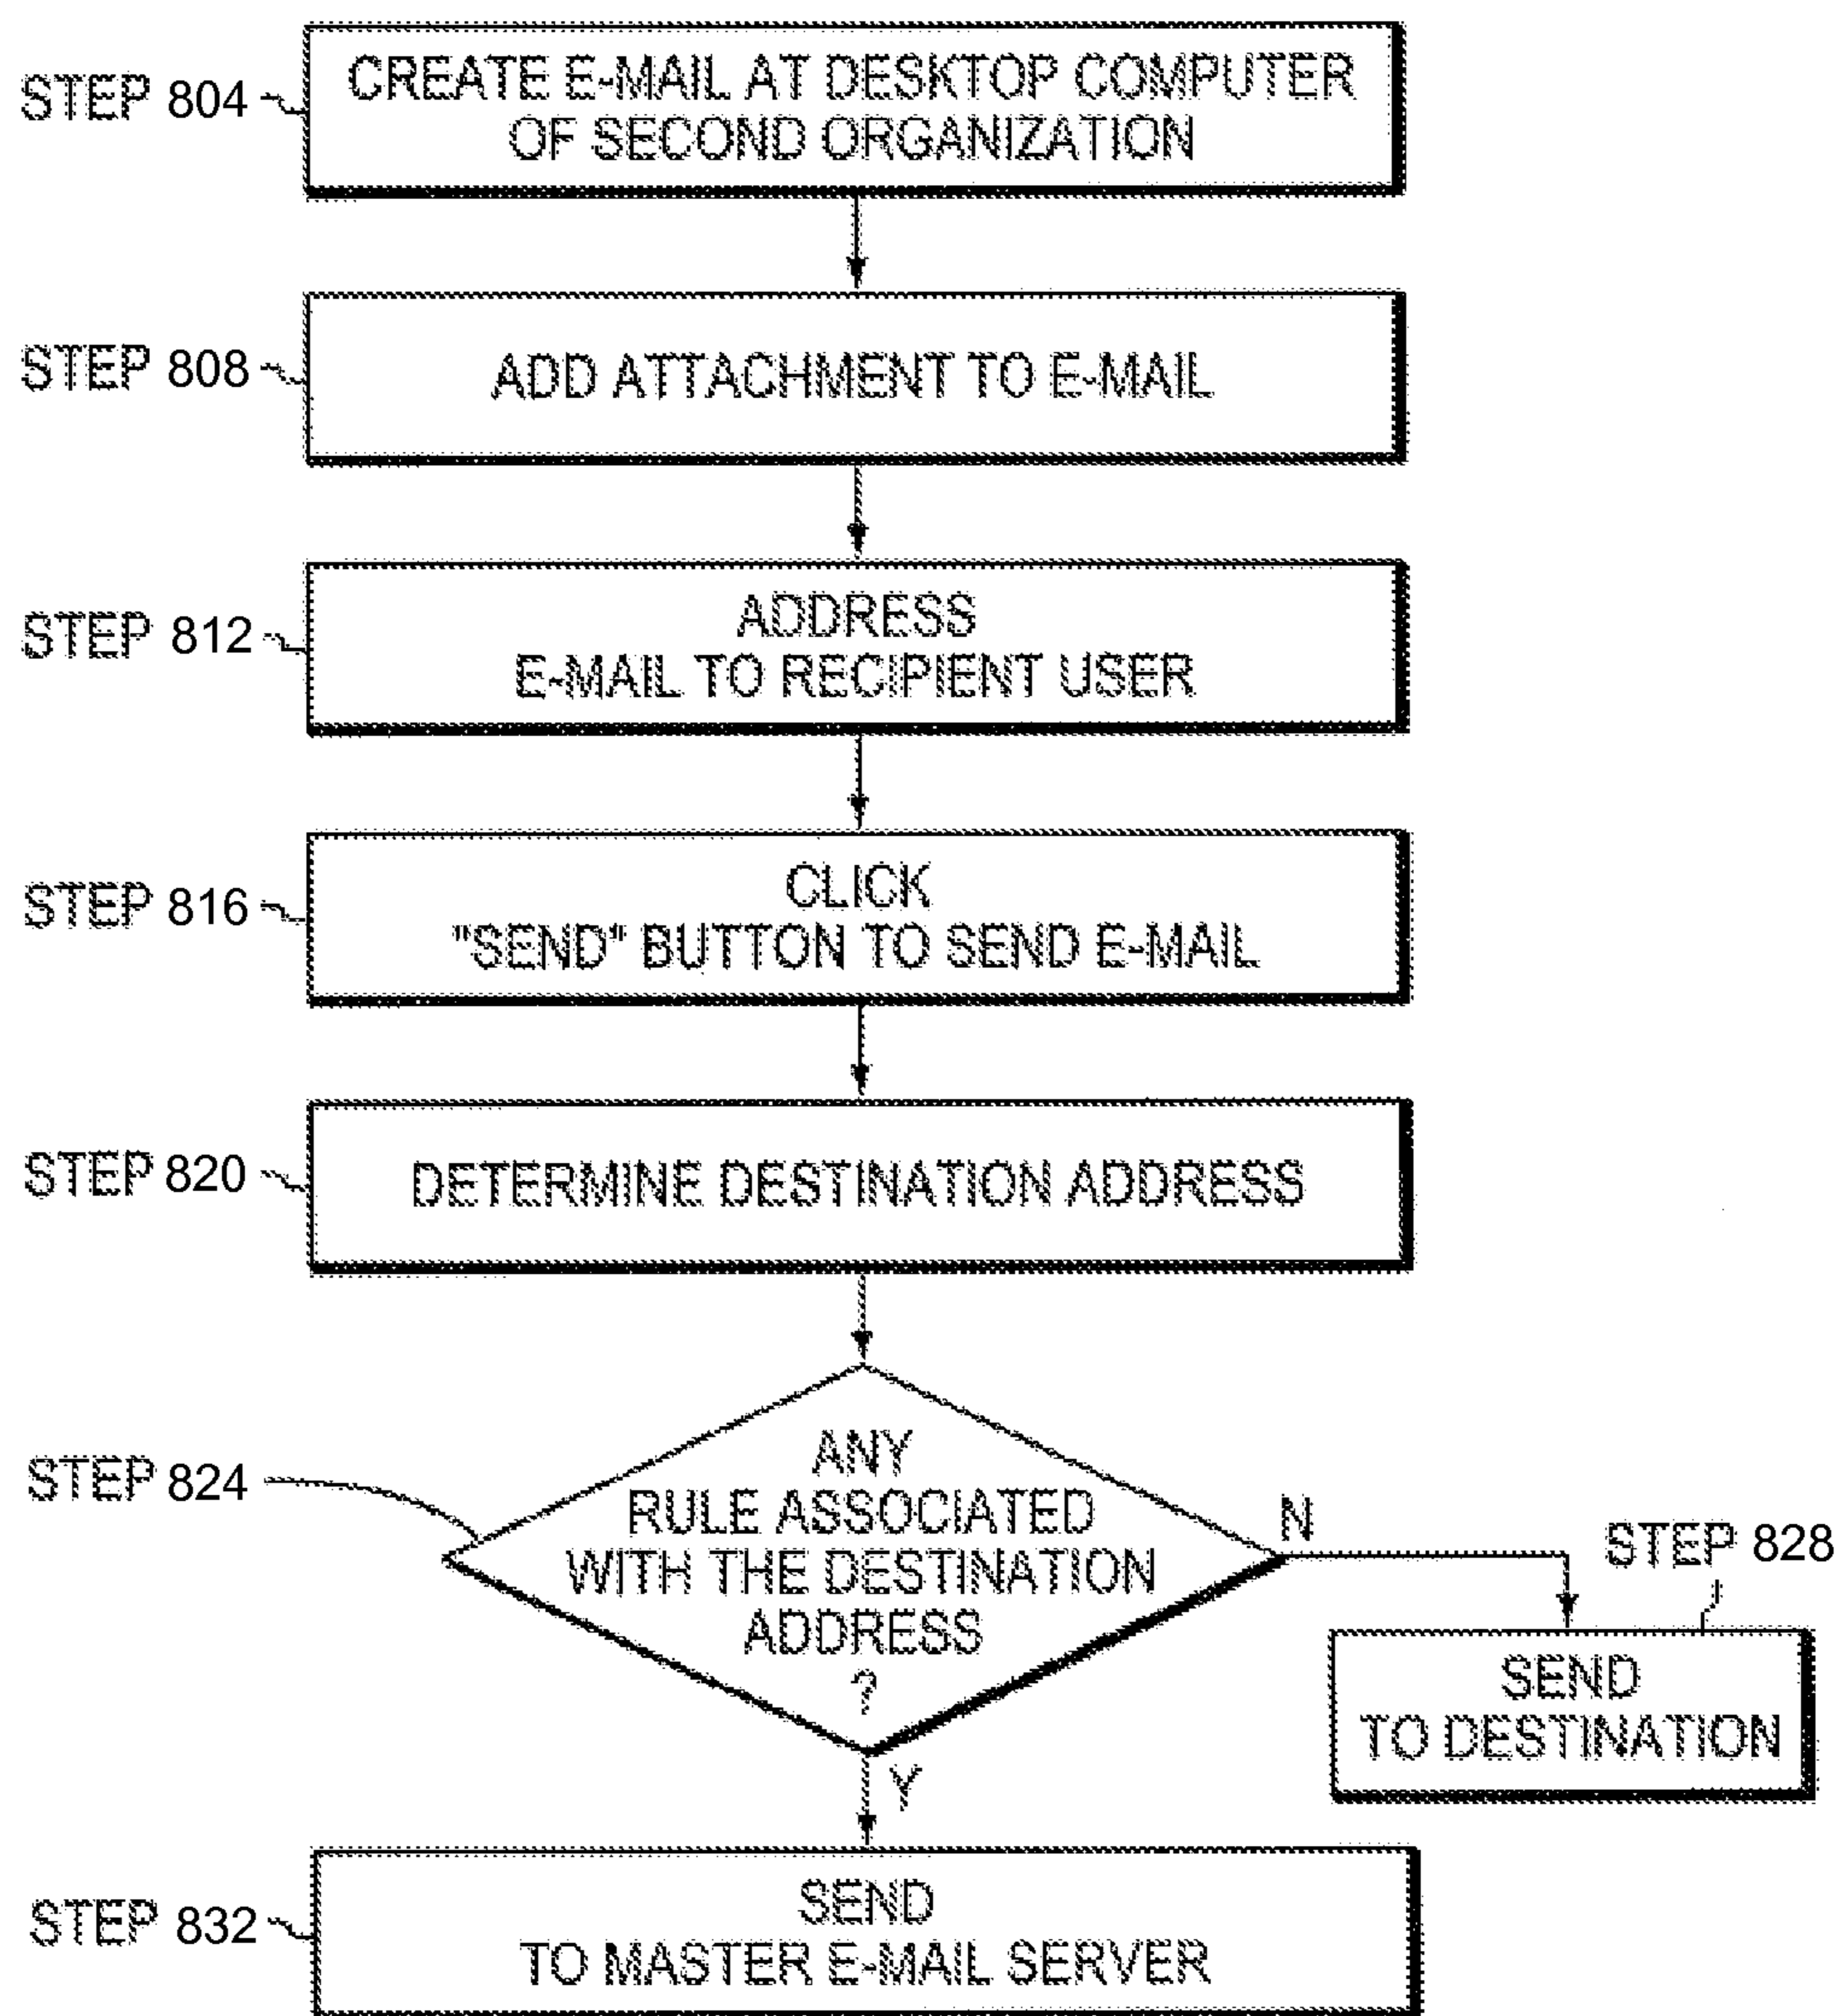 STEP 804
CREATE E-MAIL AT DESKTOP COMPUTER
OF SECOND ORGANIZATION
STEP 808
ADD ATTACHMENT TO E-MAIL
STEP 812
ADDRESS
E-MAIL TO RECIPIENT USER
STEP 816
CLICK
"SEND" BUTTON TO SEND E-MAIL
STEP 820
DETERMINE DESTINATION ADDRESS
STEP 824
ANY
RULE ASSOCIATED
WITH THE DESTINATION
ADDRESS
?
N
STEP 828
SEND
TO DESTINATION
Y
STEP 832
SEND
TO MASTER E-MAIL SERVER